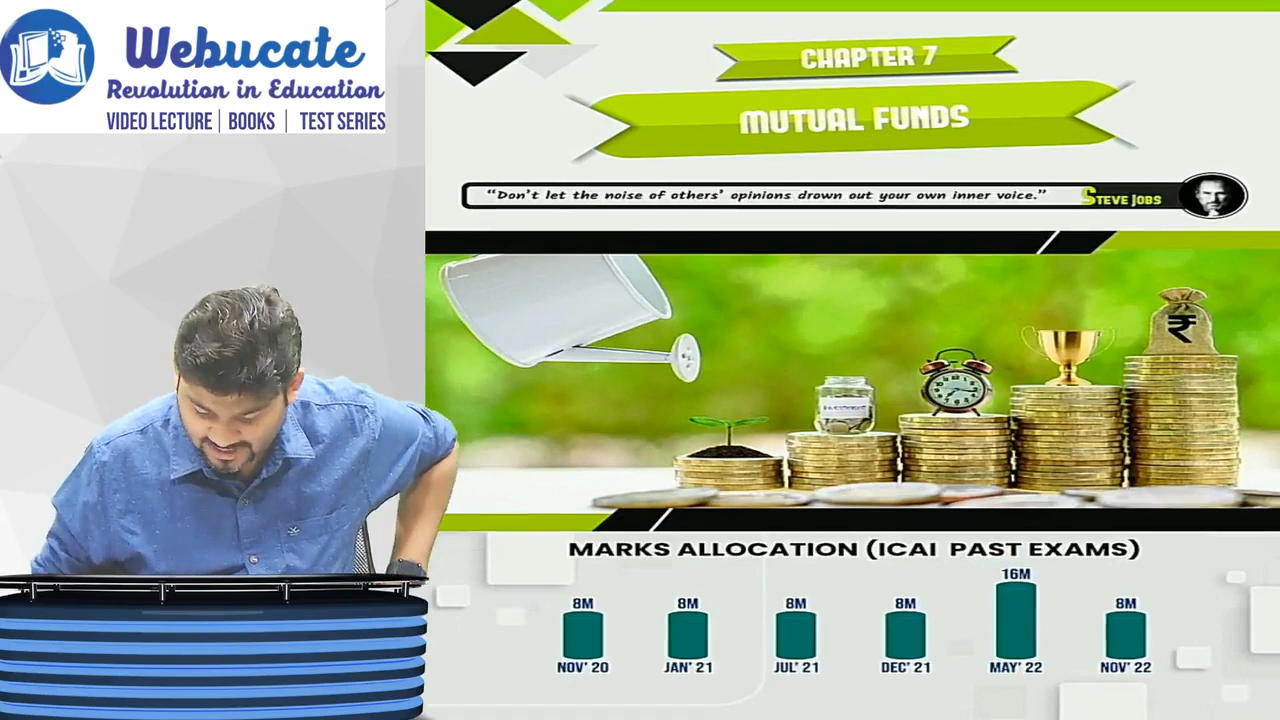 Webucate
Revolution in Education
VIDEO LECTURE | BOOKS | TEST SERIES
CHAPTER 7
MUTUAL FUNDS
“Don’t let the noise of others’ opinions drown out your own inner voice.” STEVE JOBS
₹
MARKS ALLOCATION (ICAI PAST EXAMS)
8M 8M 8M 8M 16M 8M
NOV' 20 JAN' 21 JUL' 21 DEC' 21 MAY' 22 NOV' 22